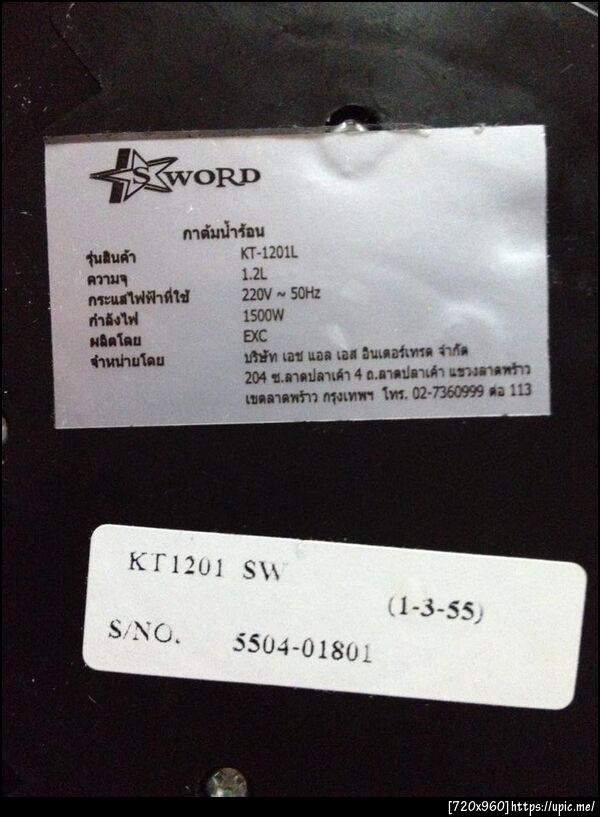 SWORD
กาต้มน้ำร้อน
รุ่นสินค้า KT-1201L
ความจุ 1.2L
กระแสไฟฟ้าที่ใช้ 220V ~ 50Hz
กำลังไฟ 1500W
ผลิตโดย EXC
จำหน่ายโดย บริษัท เอช แอล เอส อินเตอร์เทรด จำกัด
204 ซ.ลาดปลาเค้า 4 ถ.ลาดปลาเค้า แขวงลาดพร้าว
เขตลาดพร้าว กรุงเทพฯ โทร. 02-7360999 ต่อ 113
KT1201 SW
(1-3-55)
S/NO. 5504-01801
[720x960]https://upic.me/